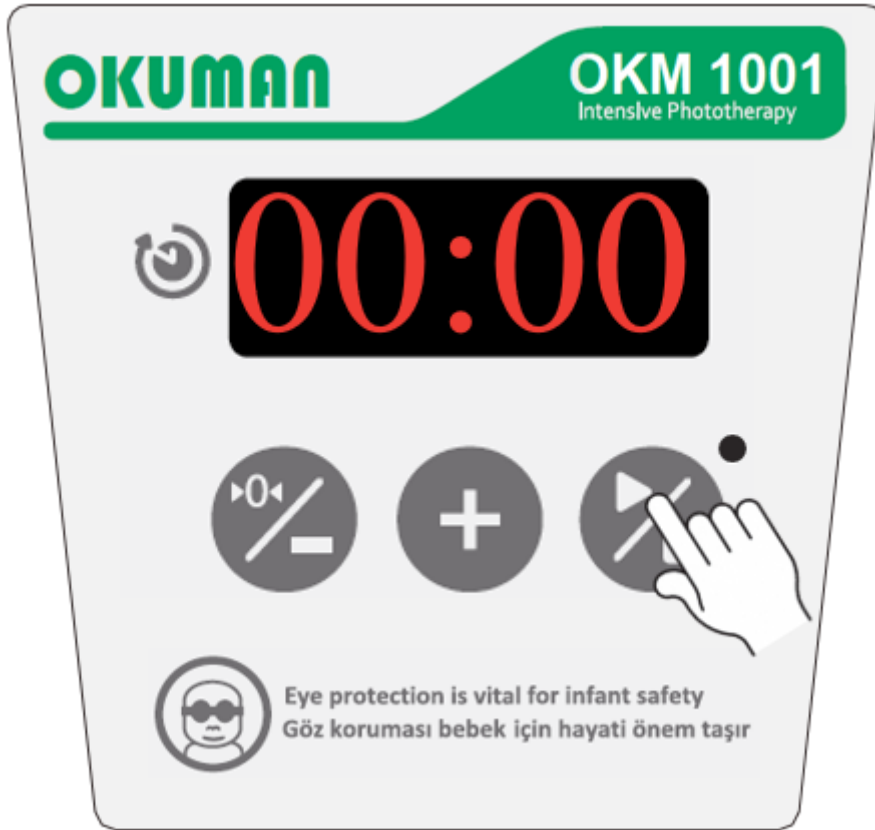 OKUMAN
OKM 1001
Intensive Phototherapy
00:00
0
Eye protection is vital for infant safety
Göz koruması bebek için hayati önem taşır